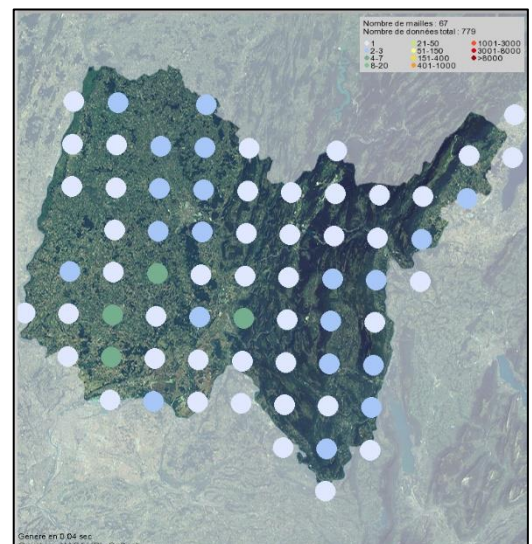 Nombre de mailles : 67
Nombre de données total : 779
1 21-50 1001-3000
2-3 51-150 3001-8000
4-7 151-400 >8000
8-20 401-1000
Genere en 0.04 sec